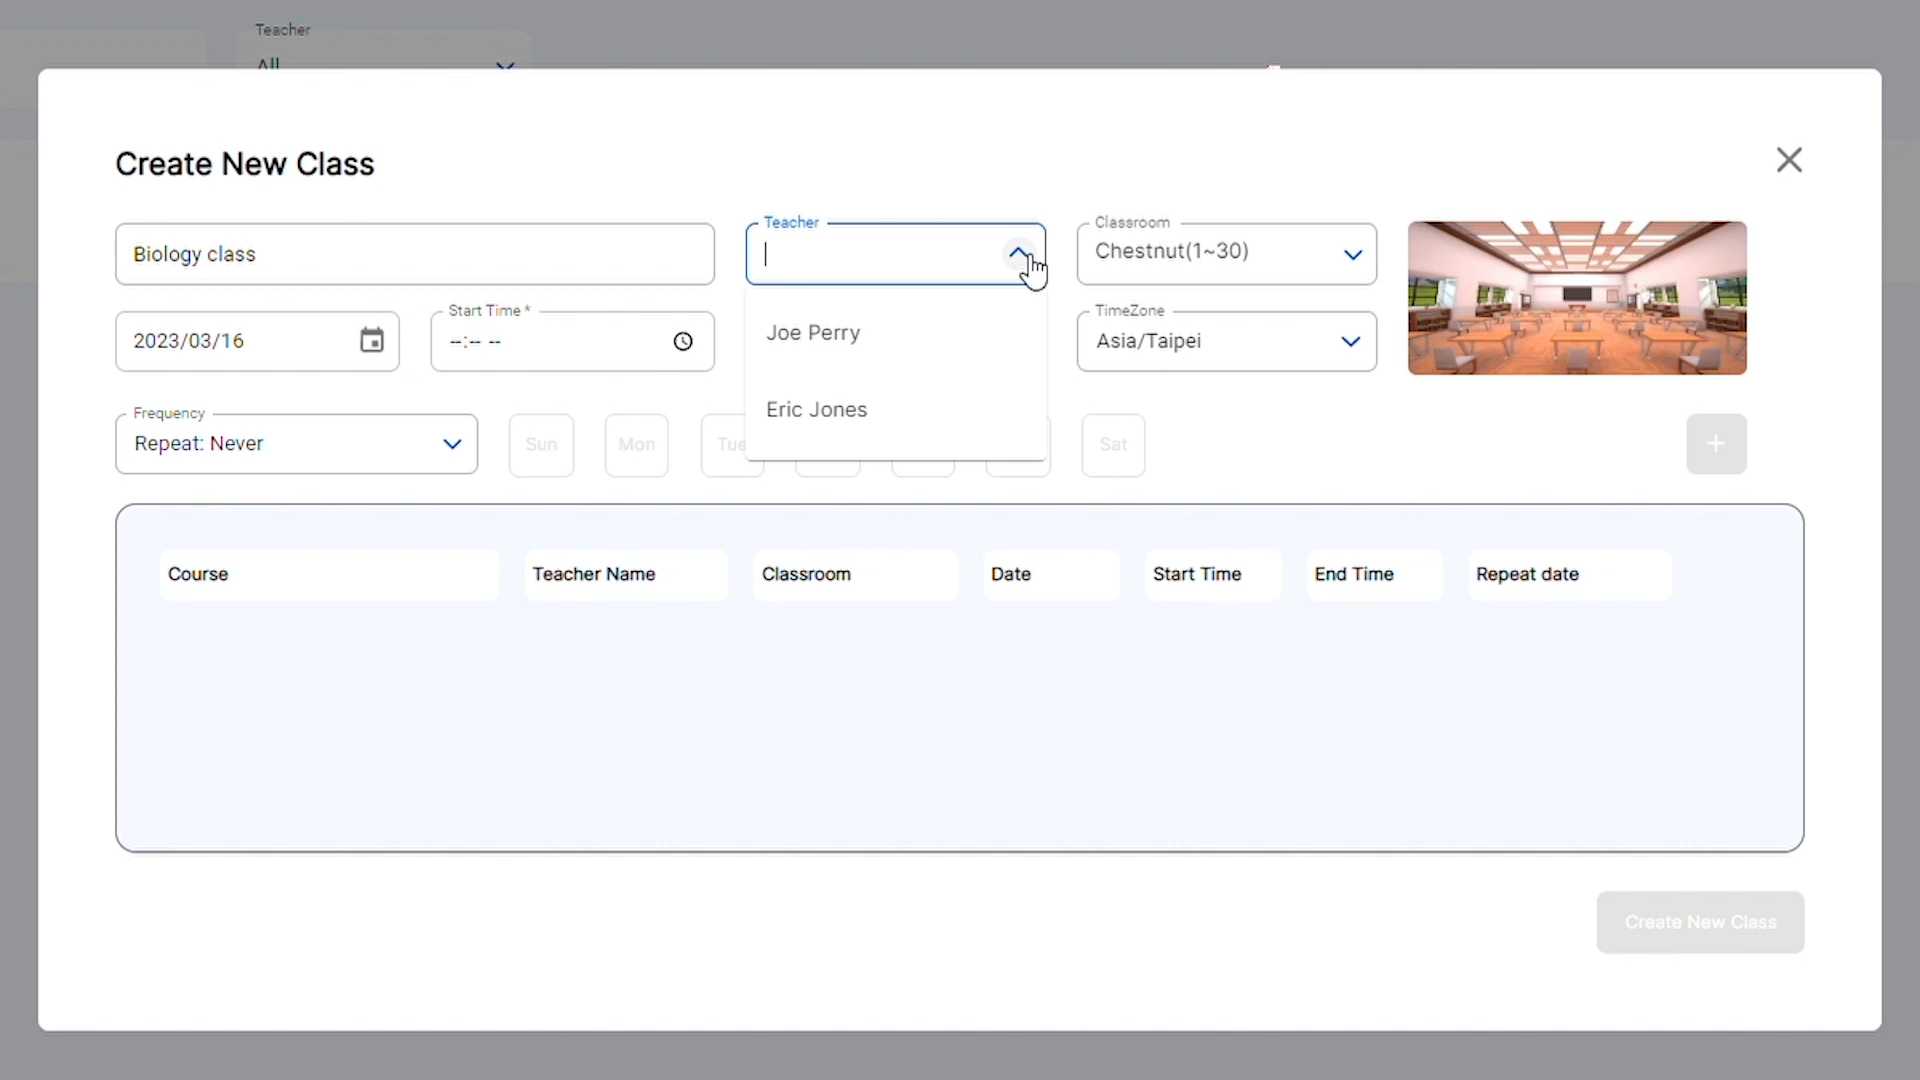 Teacher
All
Create New Class
Biology class
Teacher
Classroom
Chestnut(1~30)
2023/03/16
Start Time *
--:-- --
Joe Perry
TimeZone
Asia/Taipei
Eric Jones
Frequency
Repeat: Never
Sun
Mon
Tue
Sat
+
Course
Teacher Name
Classroom
Date
Start Time
End Time
Repeat date
Create New Class